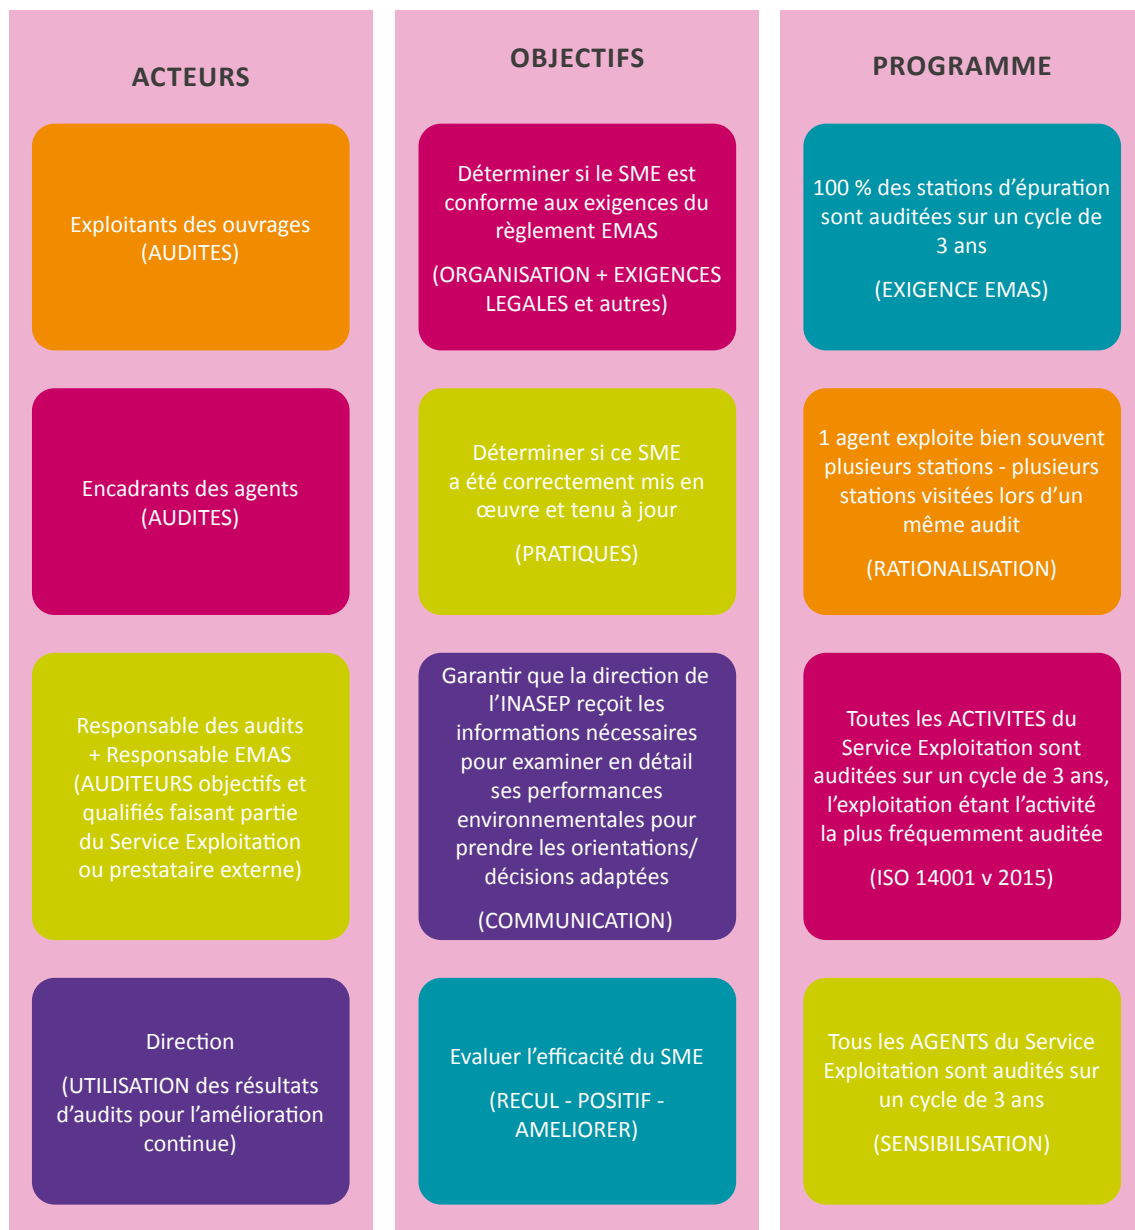 ACTEURS
Exploitants des ouvrages
(AUDITES)
Encadrants des agents
(AUDITES)
Responsable des audits
+ Responsable EMAS
(AUDITEURS objectifs et
qualifiés faisant partie
du Service Exploitation
ou prestataire externe)
Direction
(UTILISATION des résultats
d’audits pour l’amélioration
continue)
OBJECTIFS
Déterminer si le SME est
conforme aux exigences du
règlement EMAS
(ORGANISATION + EXIGENCES
LEGALES et autres)
Déterminer si ce SME
a été correctement mis en
œuvre et tenu à jour
(PRATIQUES)
Garantir que la direction de
l’INASEP reçoit les
informations nécessaires
pour examiner en détail
ses performances
environnementales pour
prendre les orientations/
décisions adaptées
(COMMUNICATION)
Evaluer l’efficacité du SME
(RECUL - POSITIF -
AMELIORER)
PROGRAMME
100 % des stations d’épuration
sont auditées sur un cycle de
3 ans
(EXIGENCE EMAS)
1 agent exploite bien souvent
plusieurs stations - plusieurs
stations visitées lors d’un
même audit
(RATIONALISATION)
Toutes les ACTIVITES du
Service Exploitation sont
auditées sur un cycle de 3 ans,
l’exploitation étant l’activité
la plus fréquemment auditée
(ISO 14001 v 2015)
Tous les AGENTS du Service
Exploitation sont audités sur
un cycle de 3 ans
(SENSIBILISATION)